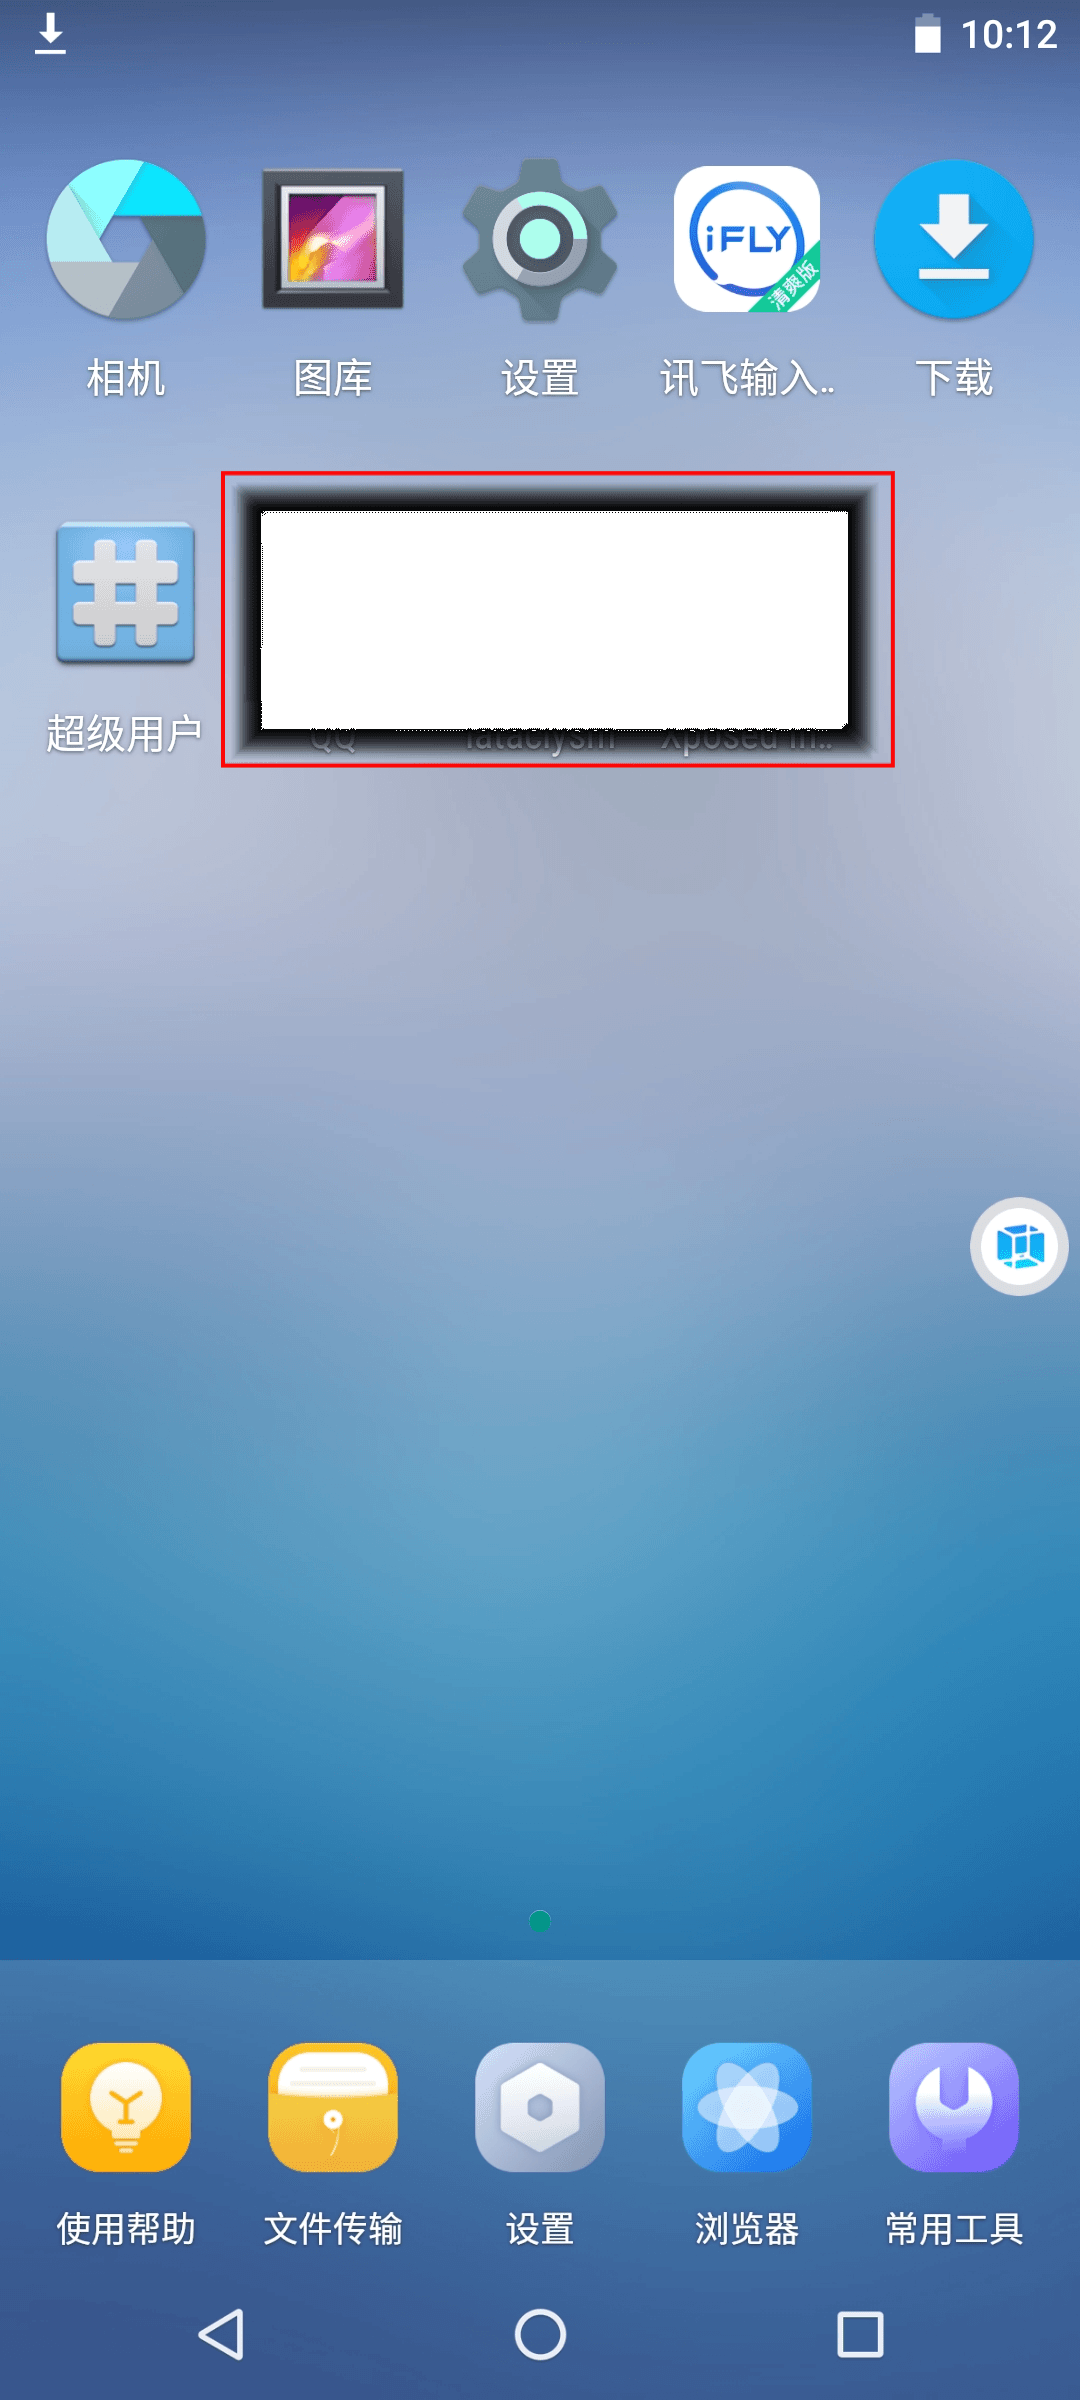 10:12
iFLY
清爽版
相机 图库 设置 讯飞输入.. 下载
超级用户 QQ Xposed In..
使用帮助 文件传输 设置 浏览器 常用工具